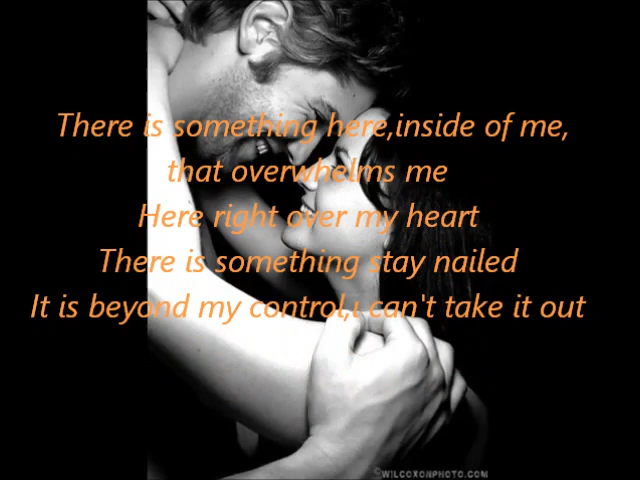 There is something here,inside of me,
that overwhelms me
Here right over my heart
There is something stay nailed
It is beyond my control,ı can't take it out
WILCOXONPHOTO.COM